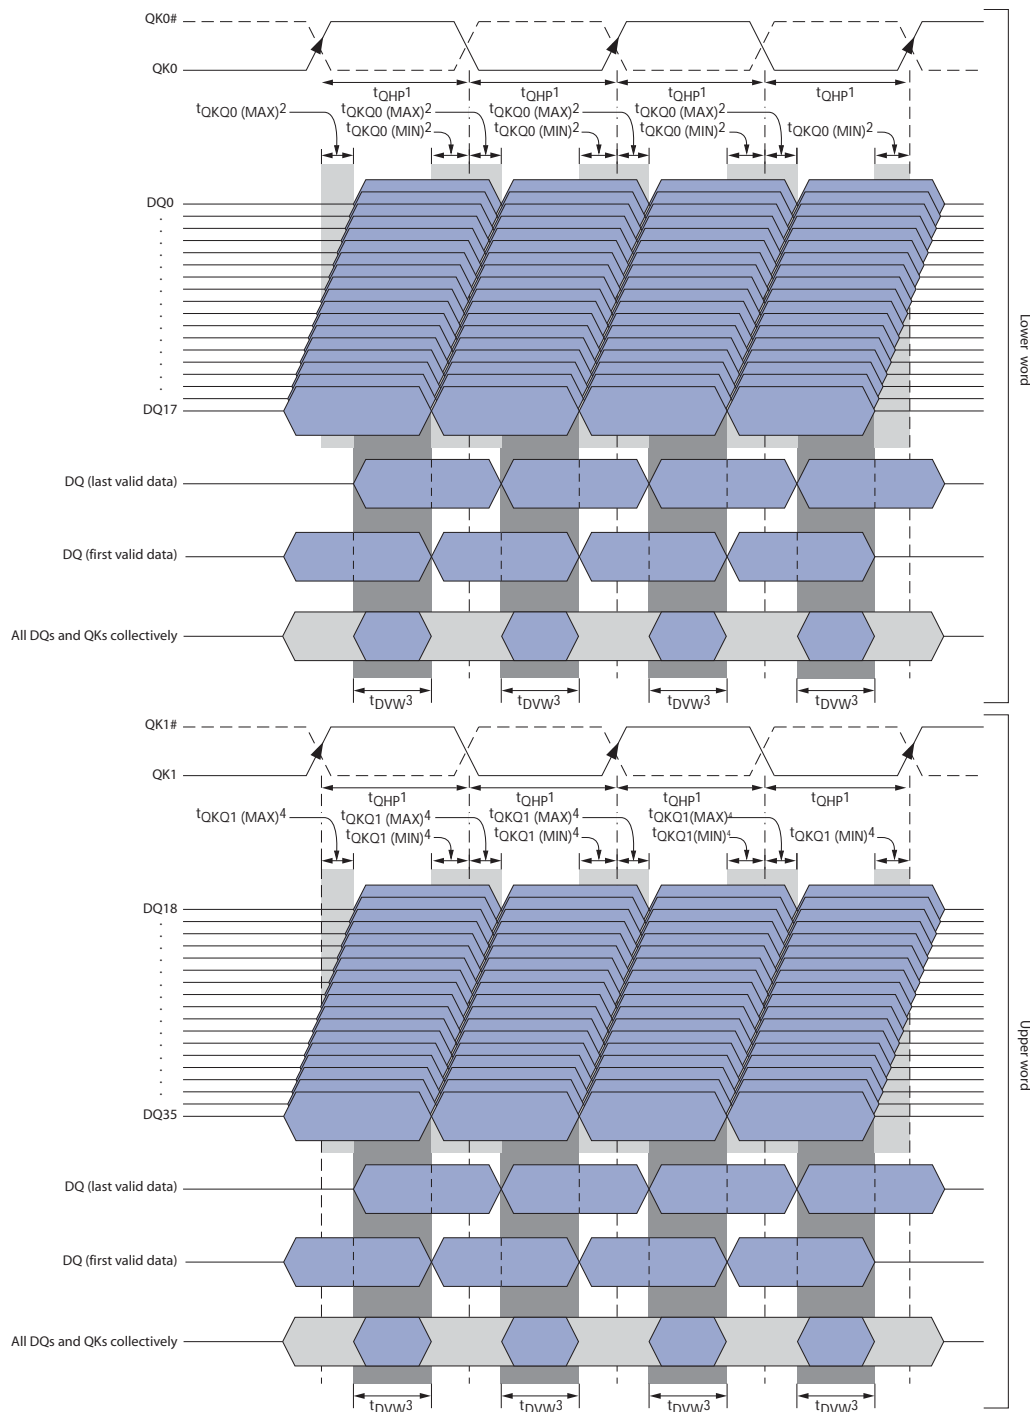 QK0#
QK0
tQHP1 tQHP1 tQHP1 tQHP1
tQKQ0 (MAX)2 tQKQ0 (MAX)2 tQKQ0 (MAX)2 tQKQ0 (MAX)2
tQKQ0 (MIN)2 tQKQ0 (MIN)2 tQKQ0 (MIN)2 tQKQ0 (MIN)2
DQ0
DQ17
DQ (last valid data)
DQ (first valid data)
All DQs and QKs collectively
tDVW3 tDVW3 tDVW3 tDVW3
Lower word
QK1#
QK1
tQHP1 tQHP1 tQHP1 tQHP1
tQKQ1 (MAX)4 tQKQ1 (MAX)4 tQKQ1 (MAX)4 tQKQ1(MAX)4
tQKQ1 (MIN)4 tQKQ1 (MIN)4 tQKQ1(MIN)4 tQKQ1 (MIN)4
DQ18
DQ35
DQ (last valid data)
DQ (first valid data)
All DQs and QKs collectively
tDVW3 tDVW3 tDVW3 tDVW3
Upper word